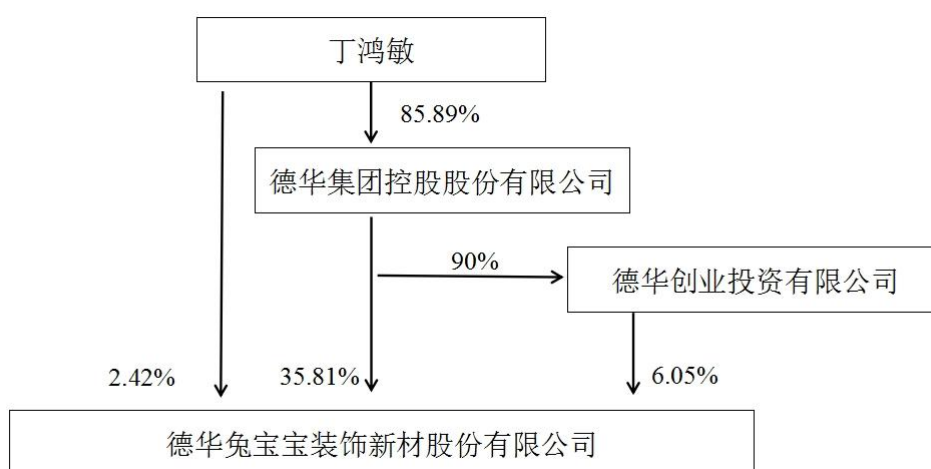 丁鸿敏
85.89%
德华集团控股股份有限公司
90%
德华创业投资有限公司
2.42%
35.81%
6.05%
德华兔宝宝装饰新材股份有限公司